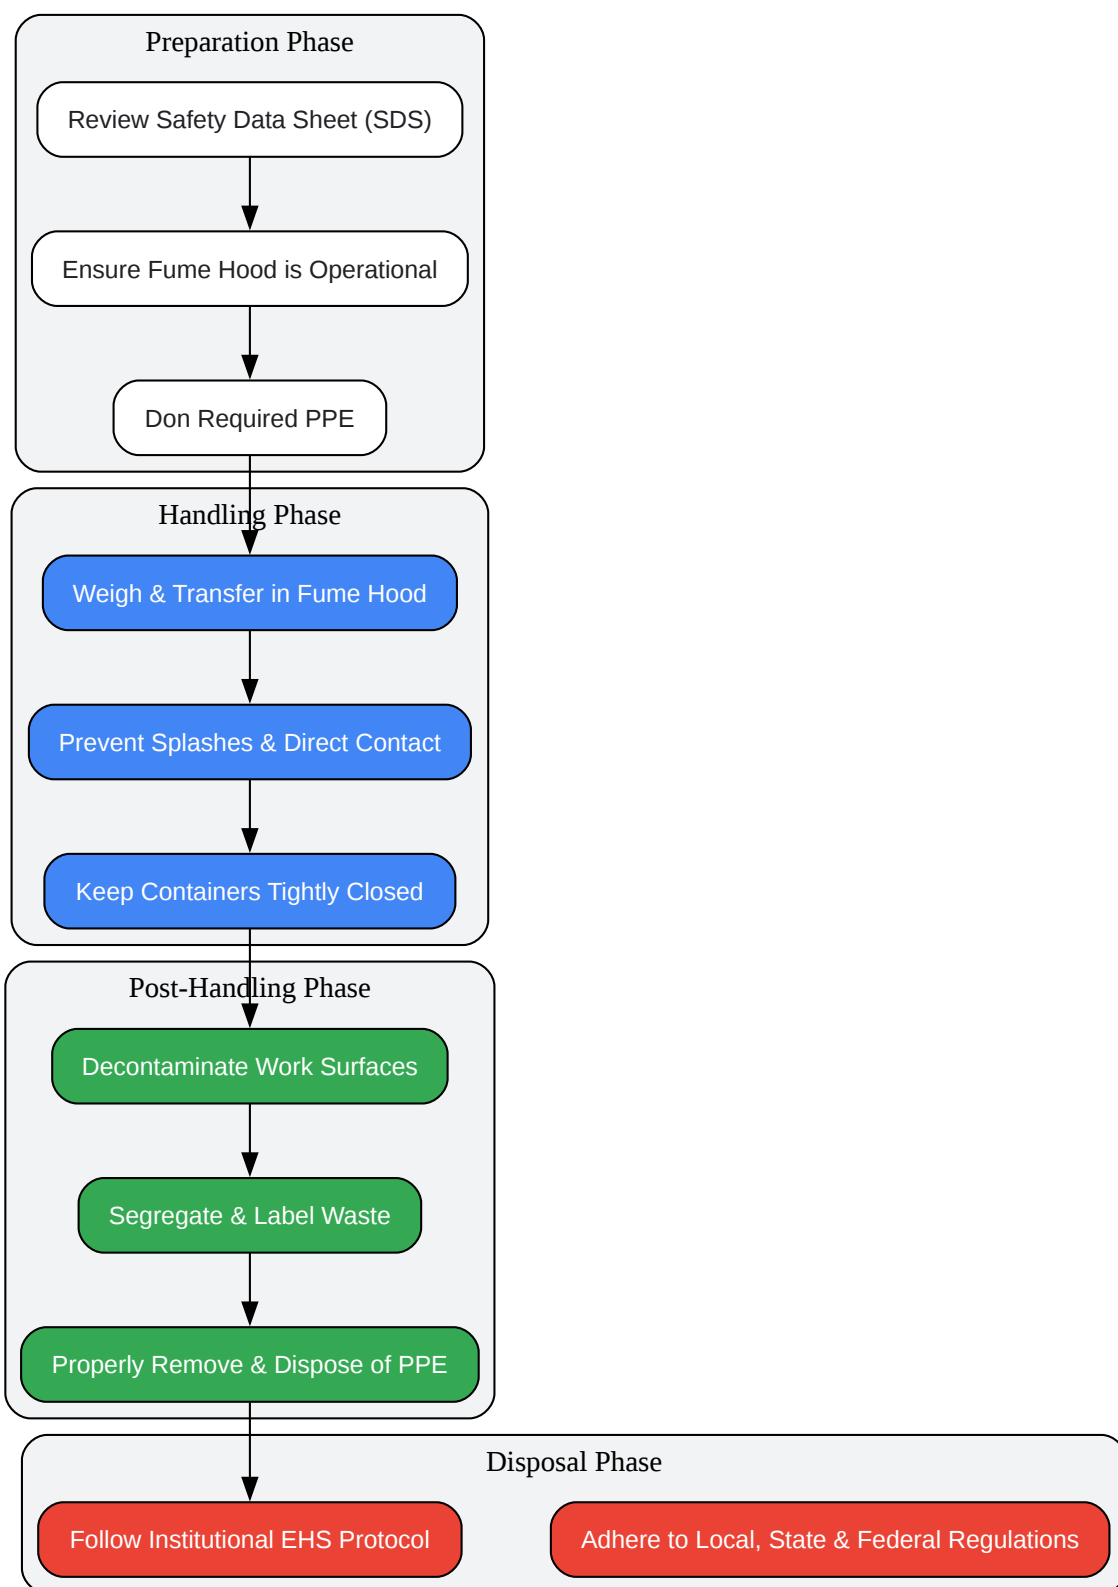 Preparation Phase
Review Safety Data Sheet (SDS)
Ensure Fume Hood is Operational
Don Required PPE
Handling Phase
Weigh & Transfer in Fume Hood
Prevent Splashes & Direct Contact
Keep Containers Tightly Closed
Post-Handling Phase
Decontaminate Work Surfaces
Segregate & Label Waste
Properly Remove & Dispose of PPE
Disposal Phase
Follow Institutional EHS Protocol
Adhere to Local, State & Federal Regulations